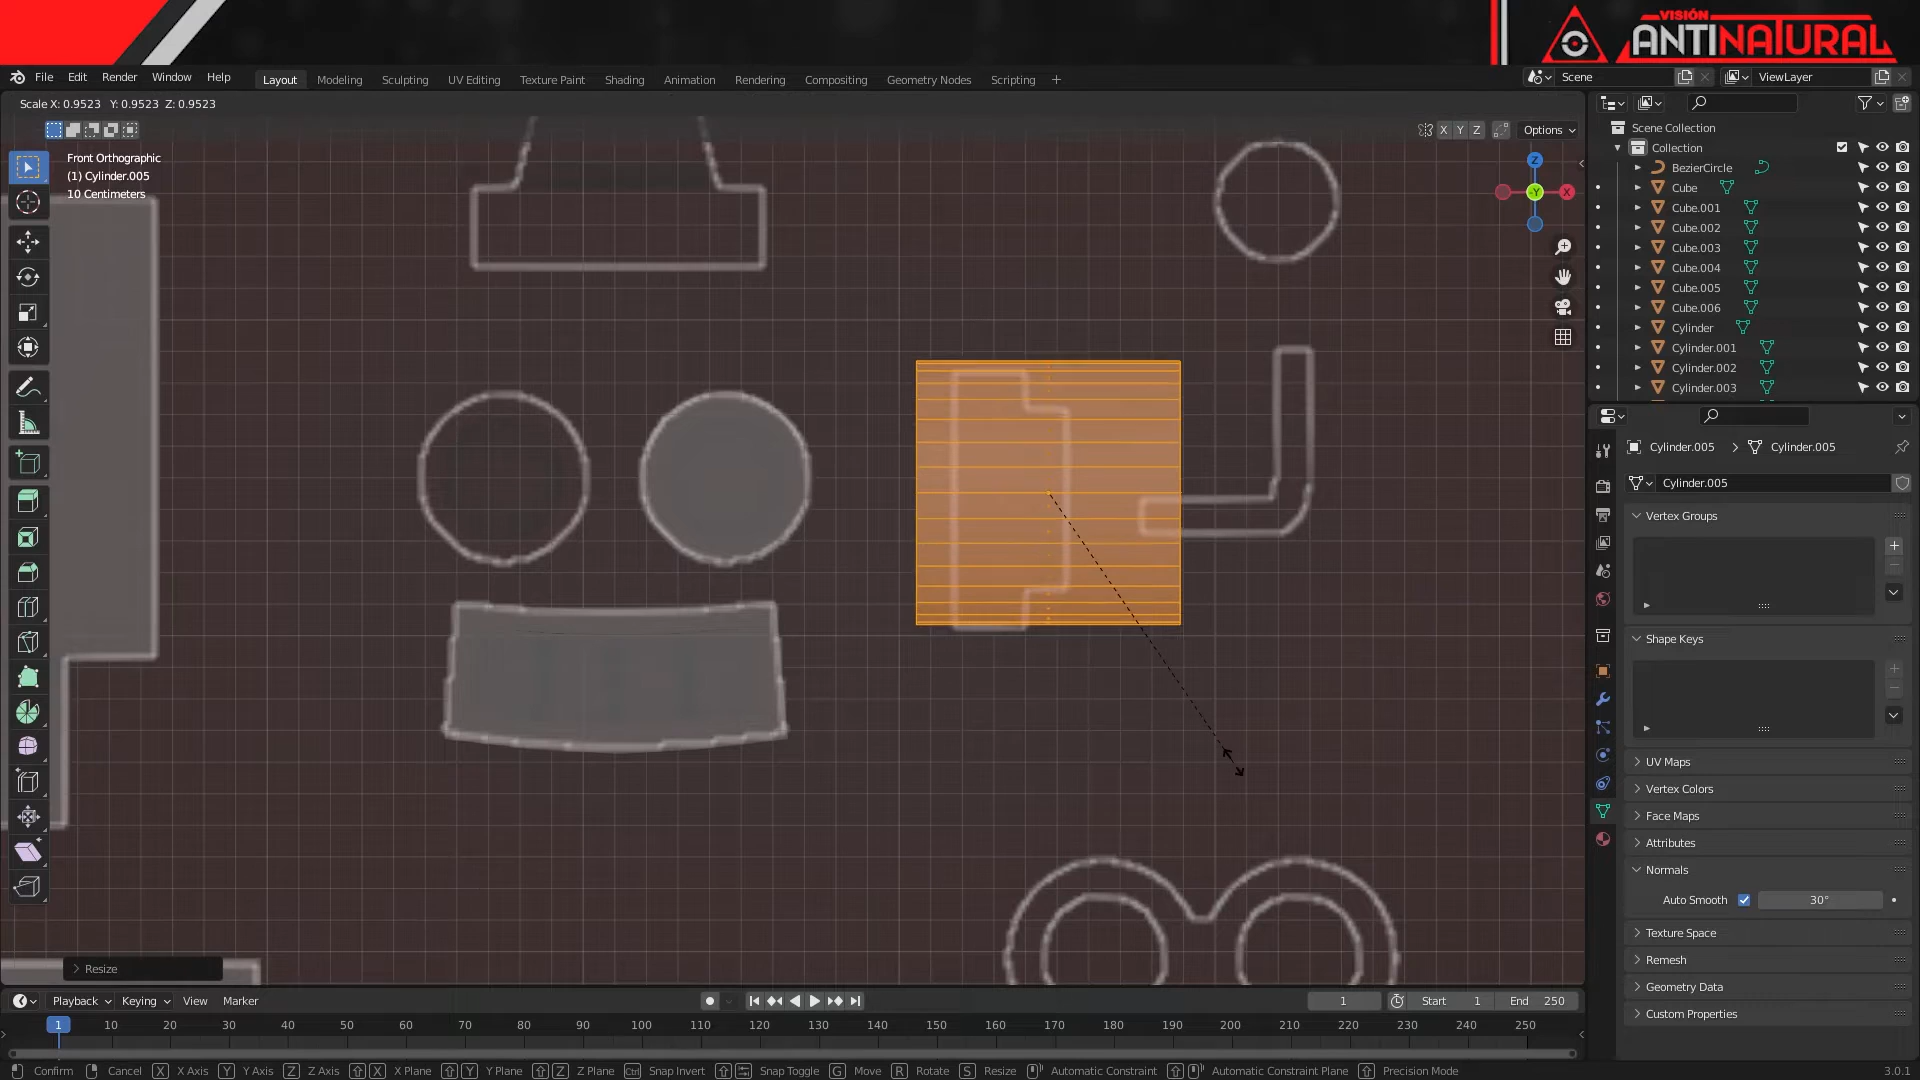 VISIÓN
ANTINATURAL
File Edit Render Window Help
Layout Modeling Sculpting UV Editing Texture Paint Shading Animation Rendering Compositing Geometry Nodes Scripting +
Scene
ViewLayer
Scale X: 0.9523 Y: 0.9523 Z: 0.9523
X Y Z
Options
Front Orthographic
(1) Cylinder.005
10 Centimeters
Z
-Y
X
Scene Collection
Collection
BezierCircle
Cube
Cube.001
Cube.002
Cube.003
Cube.004
Cube.005
Cube.006
Cylinder
Cylinder.001
Cylinder.002
Cylinder.003
Cylinder.005 > Cylinder.005
Cylinder.005
Vertex Groups
Shape Keys
UV Maps
Vertex Colors
Face Maps
Attributes
Normals
Auto Smooth 30°
Texture Space
Remesh
Geometry Data
Custom Properties
Resize
Playback Keying View Marker
1 Start 1 End 250
1 10 20 30 40 50 60 70 80 90 100 110 120 130 140 150 160 170 180 190 200 210 220 230 240 250
Confirm Cancel X X Axis Y Y Axis Z Z Axis X X Plane Y Y Plane Z Z Plane Ctrl Snap Invert Snap Toggle G Move R Rotate S Resize Automatic Constraint Automatic Constraint Plane Precision Mode 3.0.1